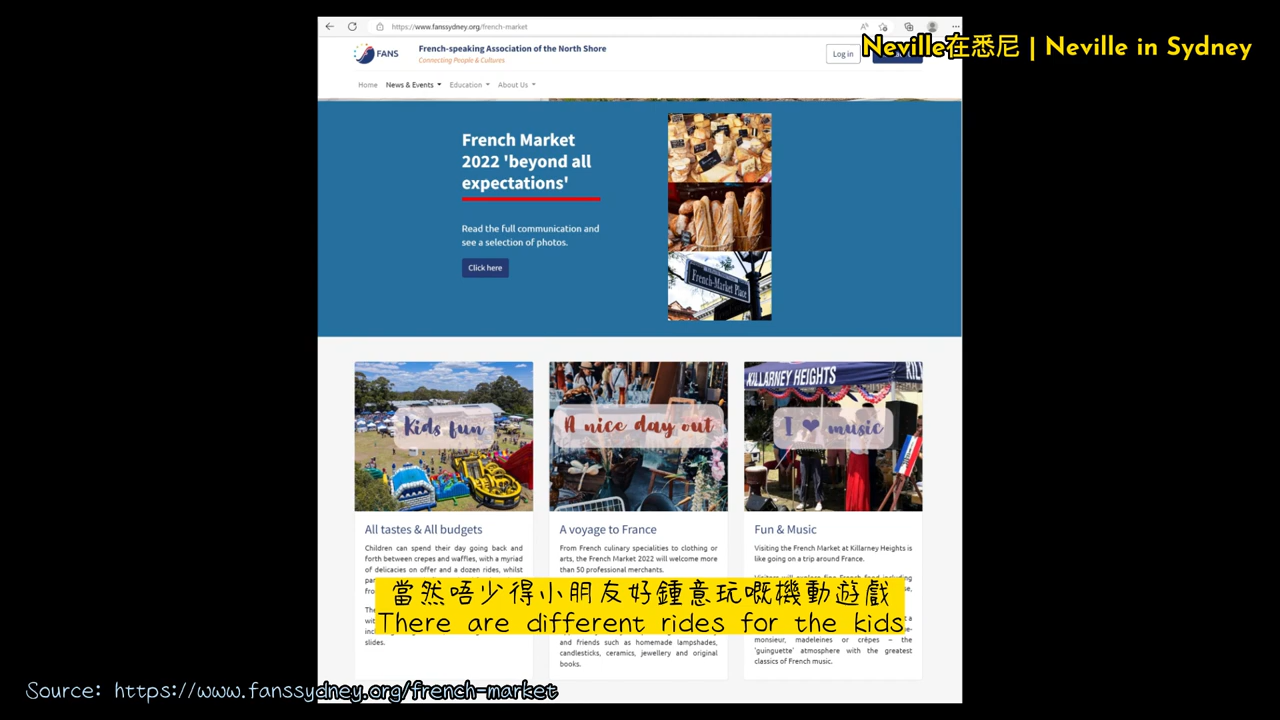 https://www.fanssydney.org/french-market
Neville在悉尼 | Neville in Sydney
FANS
French-speaking Association of the North Shore
Connecting People & Cultures
Log in
Home
News & Events
Education
About Us
French Market
2022 'beyond all
expectations'
Read the full communication and
see a selection of photos.
Click here
French-Market Place
Kids fun
A nice day out
KILLARNEY HEIGHTS
I ❤ music
All tastes & All budgets
Children can spend their day going back and
forth between crepes and waffles, with a myriad
of delicacies on offer and a dozen rides, whilst
slides.
A voyage to France
From French culinary specialities to clothing or
arts, the French Market 2022 will welcome more
than 50 professional merchants.
and friends such as homemade lampshades,
candlesticks, ceramics, jewellery and original
books.
Fun & Music
Visiting the French Market at Killarney Heights is
like going on a trip around France.
monsieur, madeleines or crêpes – the
'guinguette' atmosphere with the greatest
classics of French music.
當然唔少得小朋友好鍾意玩嘅機動遊戲
There are different rides for the kids
Source: https://www.fanssydney.org/french-market